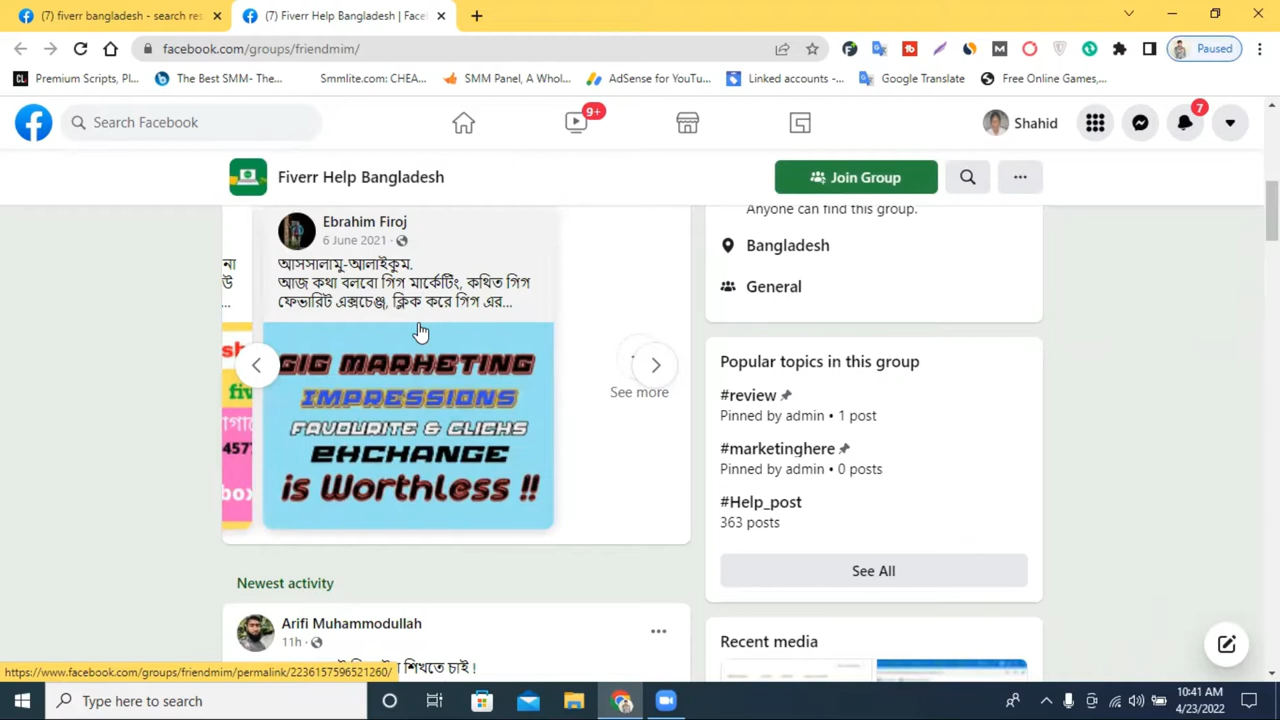 (7) fiverr bangladesh - search res
(7) Fiverr Help Bangladesh | Face
facebook.com/groups/friendmim/
Paused
Premium Scripts, Pl...
The Best SMM- The...
Smmlite.com: CHEA...
SMM Panel, A Whol...
AdSense for YouTu...
Linked accounts -...
Google Translate
Free Online Games,...
Search Facebook
9+
Shahid
7
Fiverr Help Bangladesh
Join Group
Ebrahim Firoj
6 June 2021
আসসালামু-আলাইকুম.
আজ কথা বলবো গিগ মার্কেটিং, কথিত গিগ
ফেভারিট এক্সচেঞ্জ, ক্লিক করে গিগ এর...
GIG MARKETING
IMPRESSIONS
FAVOURITE & CLICKS
EXCHANGE
is Worthless !!
না
উ
...
sh
fiv
4577
box
See more
Anyone can find this group.
Bangladesh
General
Popular topics in this group
#review
Pinned by admin • 1 post
#marketinghere
Pinned by admin • 0 posts
#Help_post
363 posts
See All
Newest activity
Arifi Muhammodullah
11h
শিখতে চাই !
Recent media
https://www.facebook.com/groups/friendmim/permalink/2236157596521260/
Type here to search
10:41 AM
4/23/2022